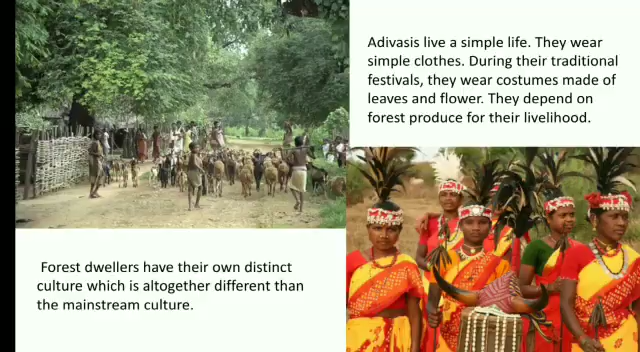 Adivasis live a simple life. They wear
simple clothes. During their traditional
festivals, they wear costumes made of
leaves and flower. They depend on
forest produce for their livelihood.
Forest dwellers have their own distinct
culture which is altogether different than
the mainstream culture.